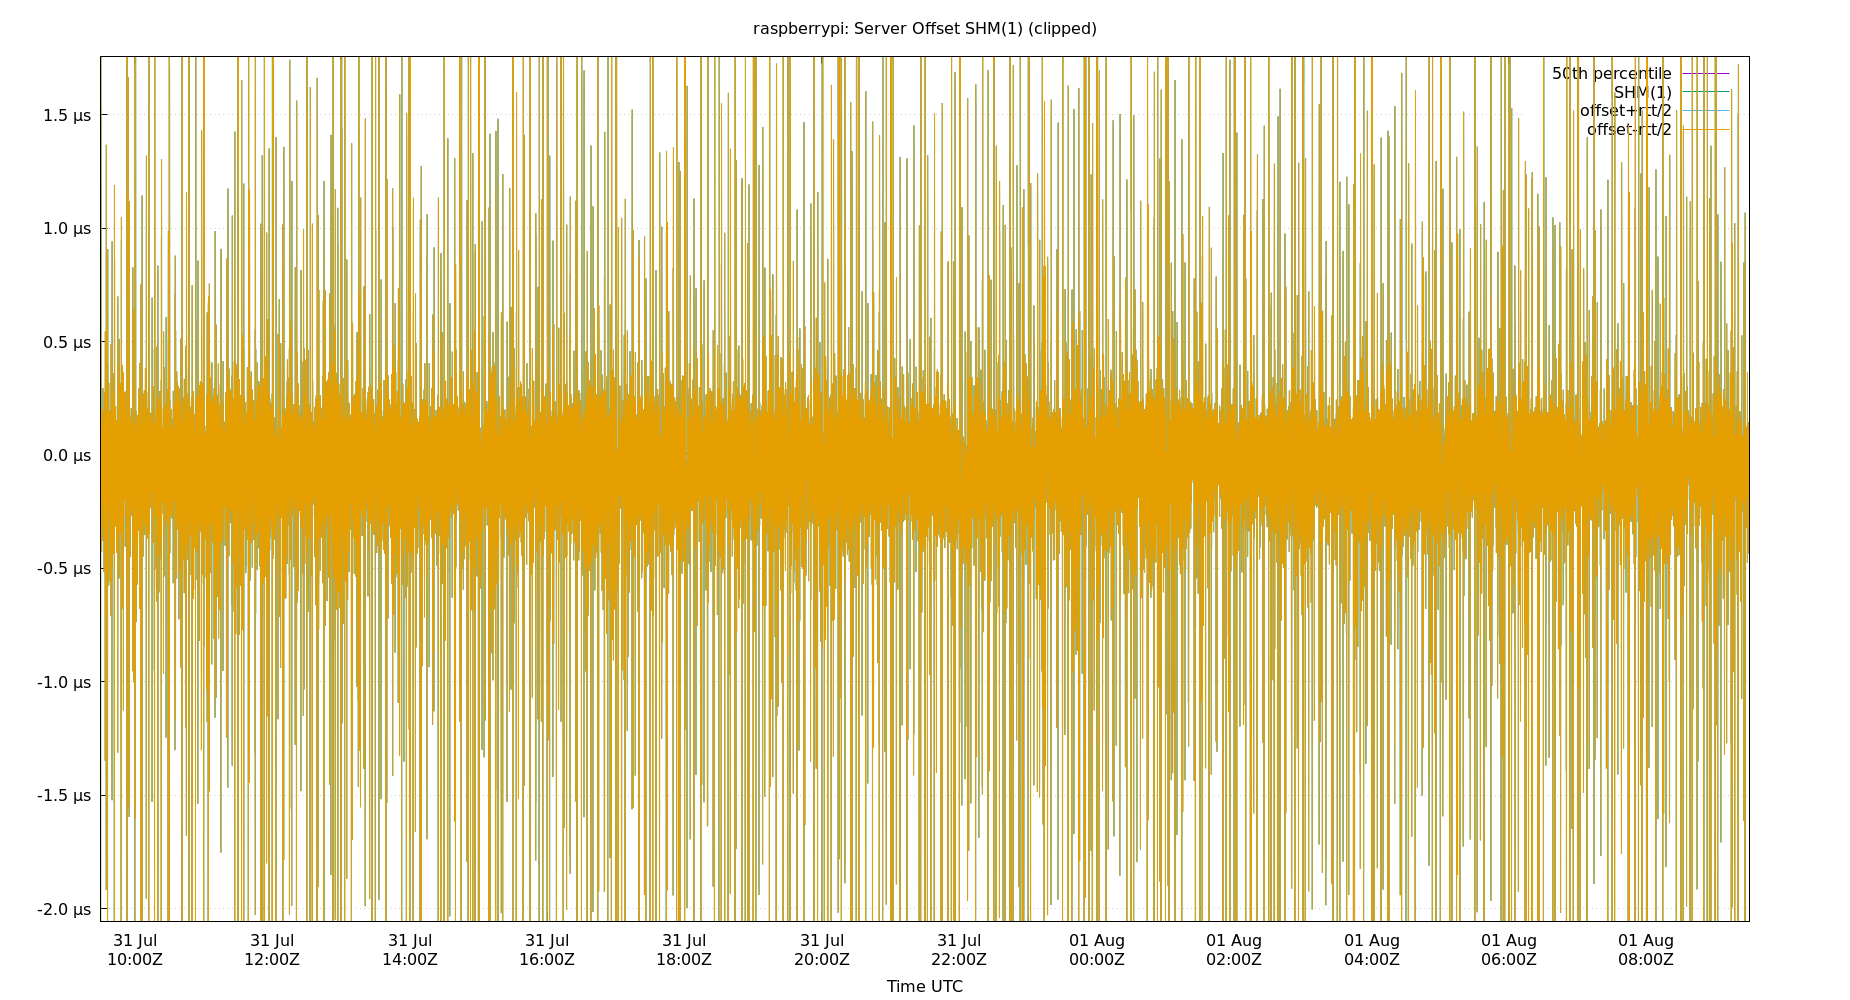 raspberrypi: Server Offset SHM(1) (clipped)
50th percentile
SHM(1)
offset+rtt/2
offset-rtt/2
1.5 µs
1.0 µs
0.5 µs
0.0 µs
-0.5 µs
-1.0 µs
-1.5 µs
-2.0 µs
31 Jul 31 Jul 31 Jul 31 Jul 31 Jul 31 Jul 31 Jul 01 Aug 01 Aug 01 Aug 01 Aug 01 Aug
10:00Z 12:00Z 14:00Z 16:00Z 18:00Z 20:00Z 22:00Z 00:00Z 02:00Z 04:00Z 06:00Z 08:00Z
Time UTC